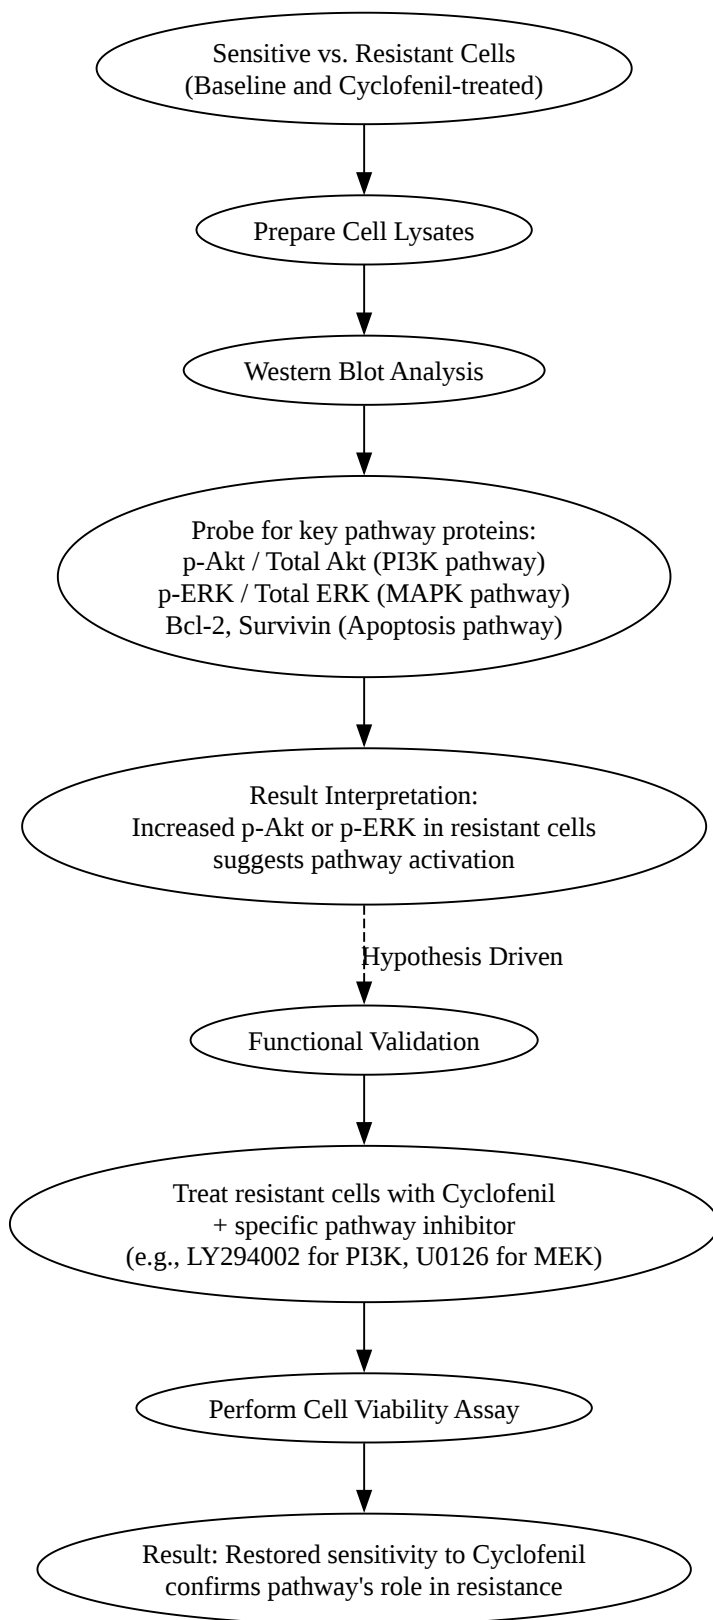 Sensitive vs. Resistant Cells
(Baseline and Cyclofenil-treated)
Prepare Cell Lysates
Western Blot Analysis
Probe for key pathway proteins:
p-Akt / Total Akt (PI3K pathway)
p-ERK / Total ERK (MAPK pathway)
Bcl-2, Survivin (Apoptosis pathway)
Result Interpretation:
Increased p-Akt or p-ERK in resistant cells
suggests pathway activation
Hypothesis Driven
Functional Validation
Treat resistant cells with Cyclofenil
+ specific pathway inhibitor
(e.g., LY294002 for PI3K, U0126 for MEK)
Perform Cell Viability Assay
Result: Restored sensitivity to Cyclofenil
confirms pathway's role in resistance